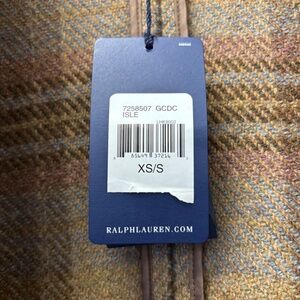 7258507 GCDC
ISLE
XS/S
RALPHLAUREN.COM